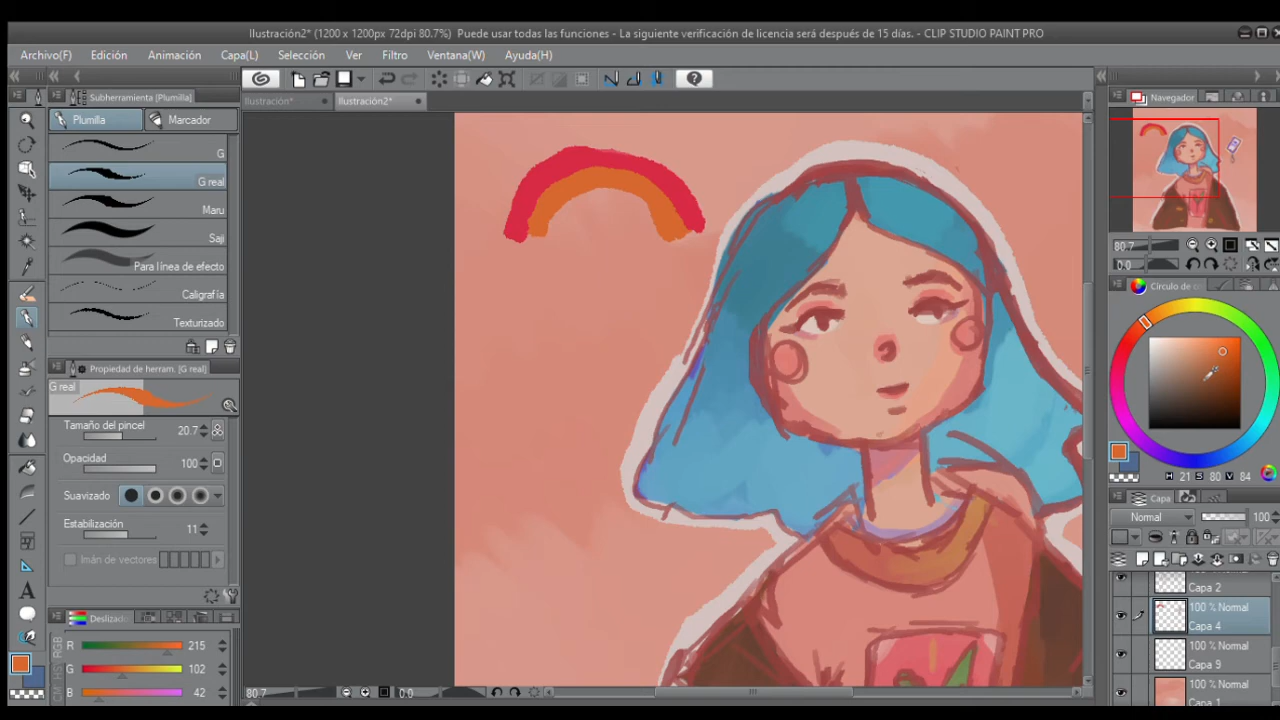 Ilustración2* (1200 x 1200px 72dpi 80.7%) Puede usar todas las funciones - La siguiente verificación de licencia será después de 15 días. - CLIP STUDIO PAINT PRO
Archivo(F) Edición Animación Capa(L) Selección Ver Filtro Ventana(W) Ayuda(H)
Subherramienta [Plumilla]
Ilustración* Ilustración2*
Navegador
Plumilla Marcador
G
G real
Maru
Saji
Para línea de efecto
Caligrafía
Texturizado
80.7
0.0
Círculo de
Propiedad de herram. [G real]
G real
Tamaño del pincel 20.7
Opacidad 100
Suavizado
Estabilización 11
Imán de vectores
H 21 S 80 V 84
Capa
Normal 100
Capa 2
100 % Normal
Capa 4
100 % Normal
Capa 9
100 % Normal
Capa 1
Desliza
R 215
G 102
B 42
80.7 0.0